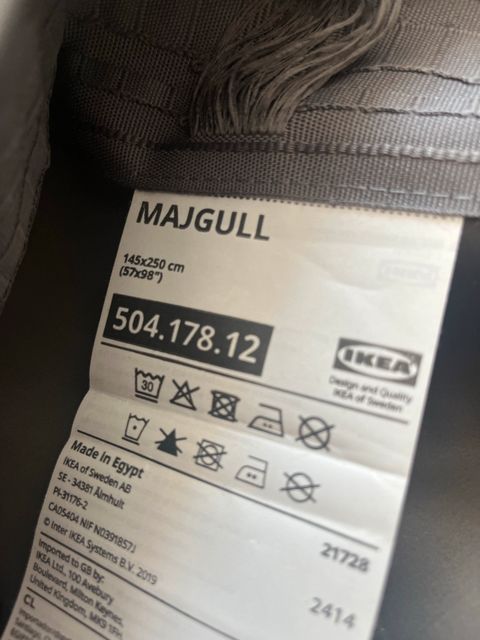 MAJGULL
145x250 cm
(57x98")
504.178.12
IKEA
Design and Quality
IKEA of Sweden
30
Made in Egypt
IKEA of Sweden AB
SE - 34381 Älmhult
PI-31176-2
CA05404 NIF N0391857J
© Inter IKEA Systems B.V. 2019
21728
2414
Imported to GB by:
IKEA Ltd., 100 Avebury
Boulevard, Milton Keynes,
United Kingdom, MK9 1FH
CL